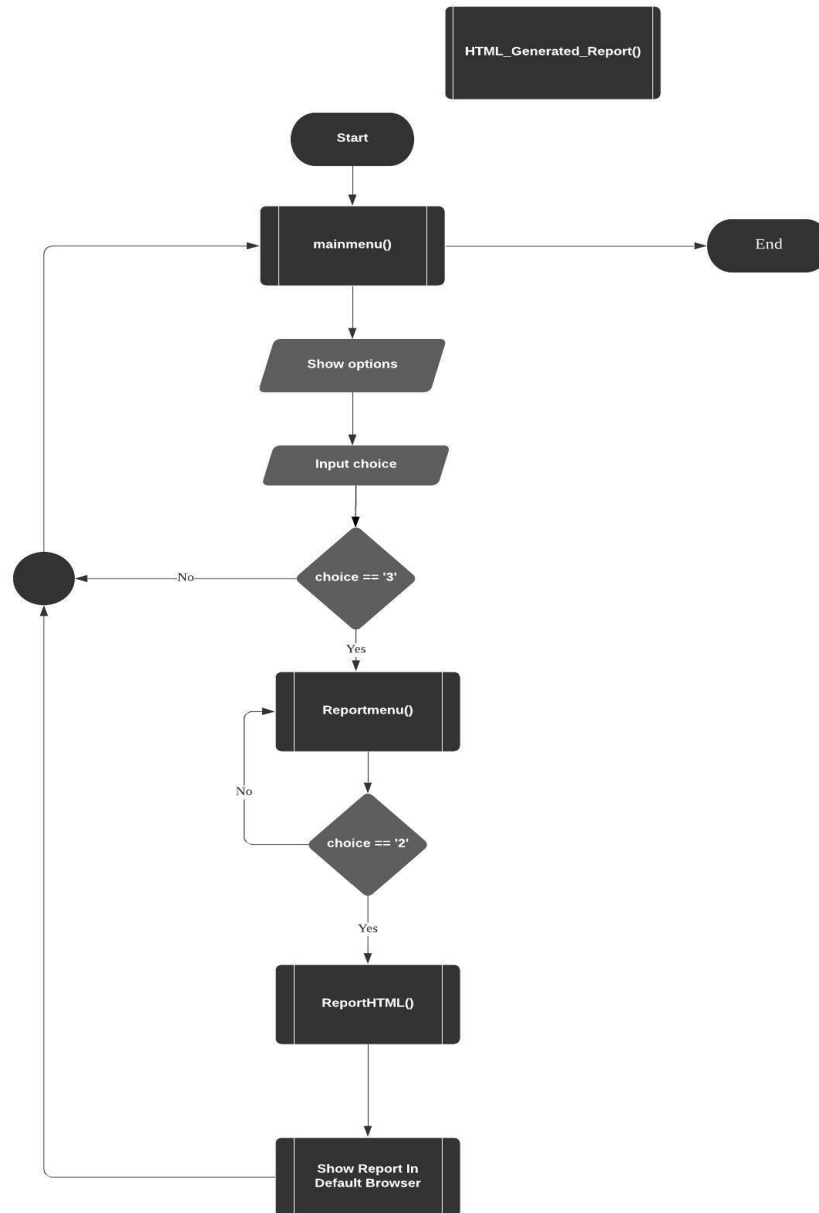 HTML_Generated_Report()
Start
mainmenu()
End
Show options
Input choice
choice == '3'
No
Yes
Reportmenu()
No
choice == '2'
Yes
ReportHTML()
Show Report In
Default Browser